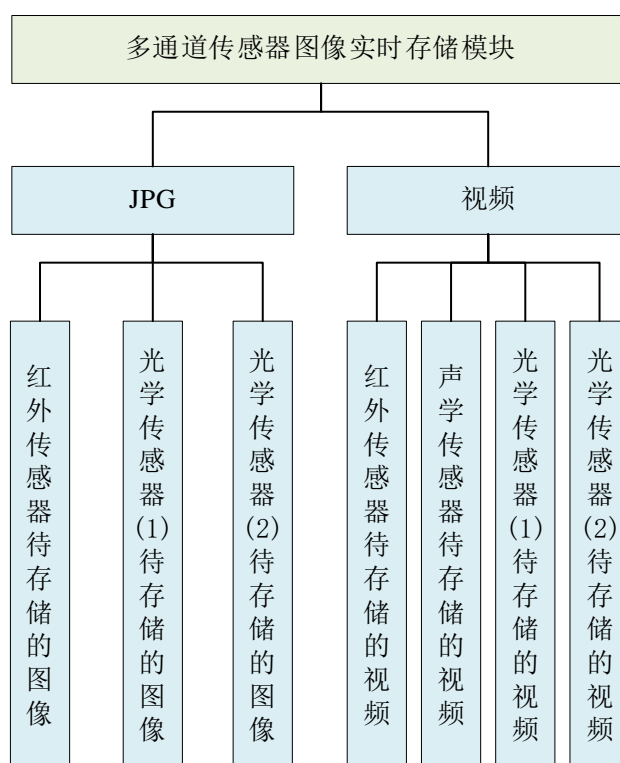 多通道传感器图像实时存储模块
JPG
视频
红外传感器待存储的图像
光学传感器(1)待存储的图像
光学传感器(2)待存储的图像
红外传感器待存储的视频
声学传感器待存储的视频
光学传感器(1)待存储的视频
光学传感器(2)待存储的视频